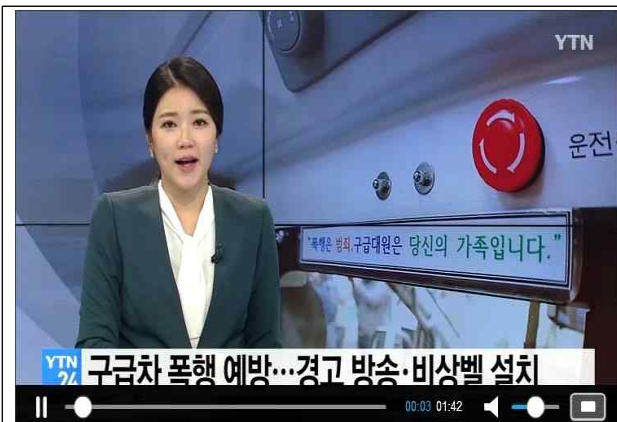 YTN
운전
"폭행은 범죄,구급대원은 당신의 가족입니다."
YTN
24
구급차 폭행 예방…경고 방송·비상벨 설치
00:03 01:42